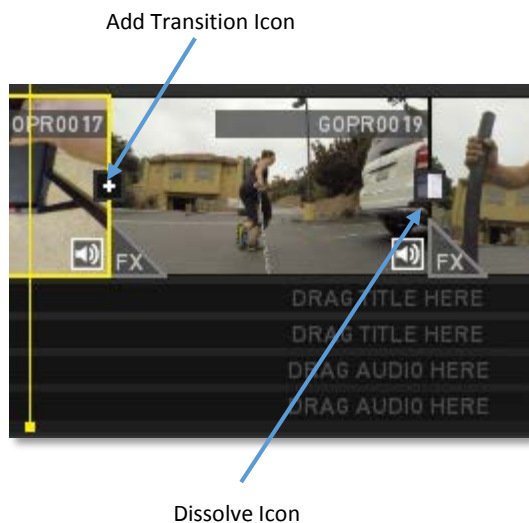 Add Transition Icon
OPR0017
GOPR0019
FX
FX
DRAG TITLE HERE
DRAG TITLE HERE
DRAG AUDIO HERE
DRAG AUDIO HERE
Dissolve Icon